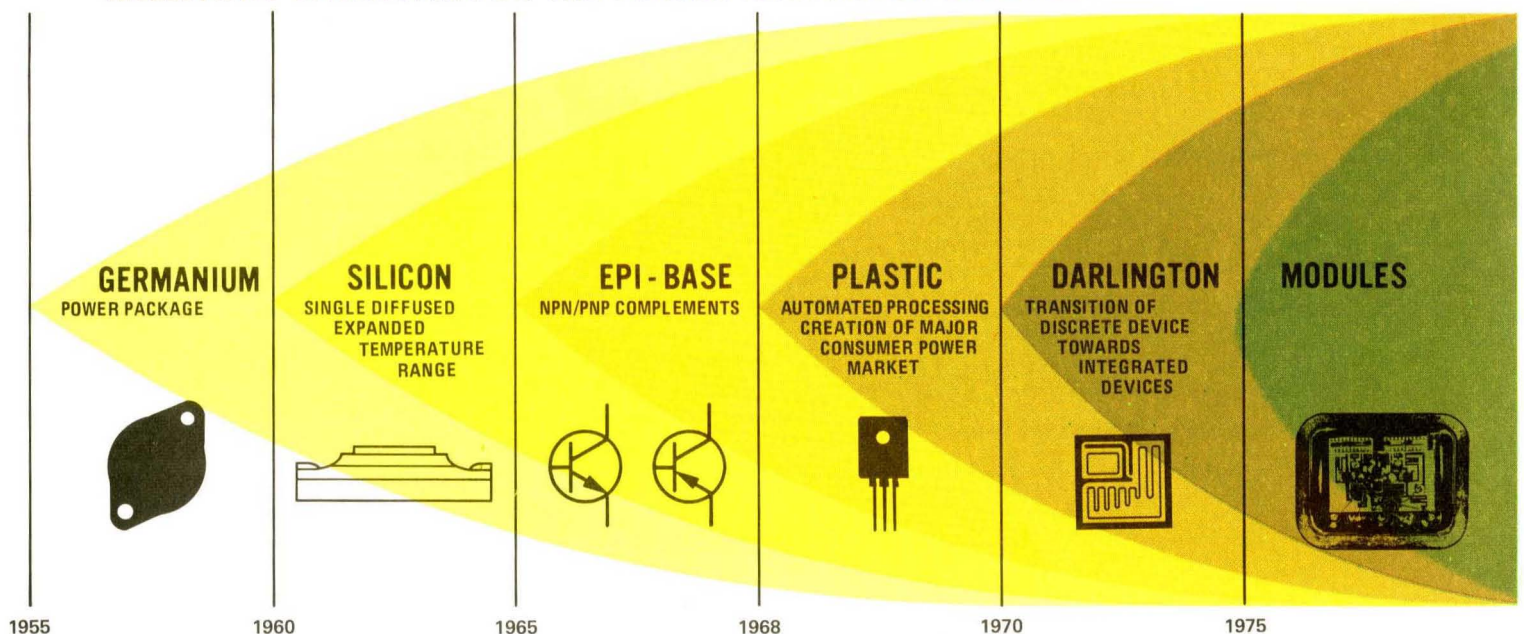 GERMANIUM
POWER PACKAGE
SILICON
SINGLE DIFFUSED
EXPANDED
TEMPERATURE
RANGE
EPI-BASE
NPN/PNP COMPLEMENTS
PLASTIC
AUTOMATED PROCESSING
CREATION OF MAJOR
CONSUMER POWER
MARKET
DARLINGTON
TRANSITION OF
DISCRETE DEVICE
TOWARDS
INTEGRATED
DEVICES
MODULES
1955
1960
1965
1968
1970
1975